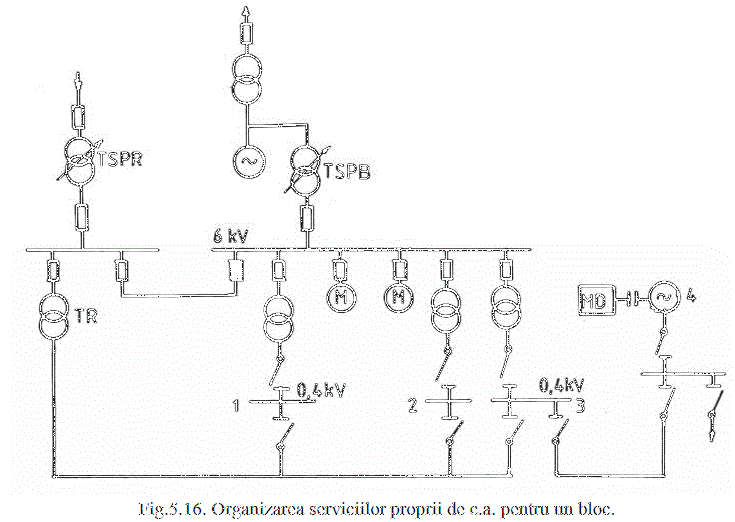 TSPR
TSPB
6 kV
M
M
TR
MD
4
0,4kV
0,4kV
1
2
3
Fig.5.16. Organizarea serviciilor proprii de c.a. pentru un bloc.